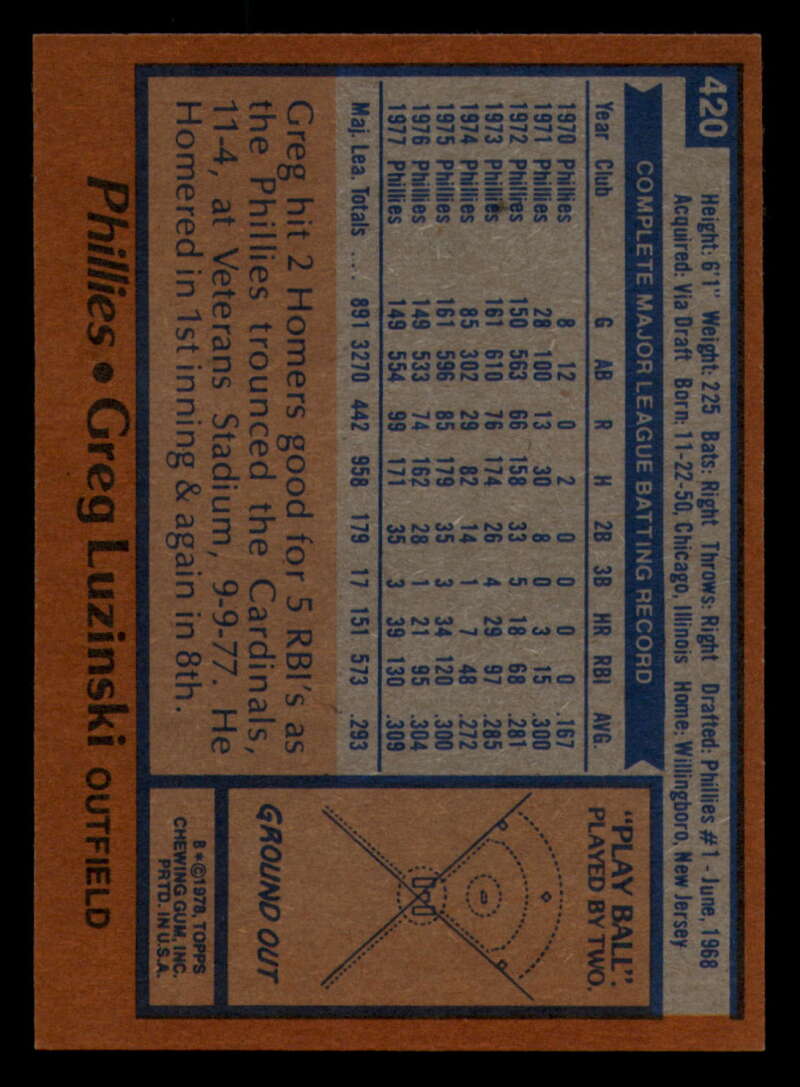 420
Height: 6'1" Weight: 225 Bats: Right Throws: Right Drafted: Phillies #1 - June, 1968
Acquired: Via Draft Born: 11-22-50, Chicago, Illinois Home: Willingboro, New Jersey
COMPLETE MAJOR LEAGUE BATTING RECORD
Year Club G AB R H 2B 3B HR RBI AVG.
1970 Phillies 8 12 0 2 0 0 0 0 .167
1971 Phillies 28 100 13 30 8 0 3 15 .300
1972 Phillies 150 563 66 158 33 5 18 68 .281
1973 Phillies 161 610 76 174 26 4 29 97 .285
1974 Phillies 85 302 29 82 14 1 7 48 .272
1975 Phillies 161 596 85 179 35 3 34 120 .300
1976 Phillies 149 533 74 162 28 1 21 95 .304
1977 Phillies 149 554 99 171 35 3 39 130 .309
Maj. Lea. Totals .... 891 3270 442 958 179 17 151 573 .293
Greg hit 2 Homers good for 5 RBI's as
the Phillies trounced the Cardinals,
11-4, at Veterans Stadium, 9-9-77. He
Homered in 1st inning & again in 8th.
"PLAY BALL".
PLAYED BY TWO.
GROUND OUT
B*©1978, TOPPS
CHEWING GUM, INC.
PRTD. IN U.S.A.
Phillies • Greg Luzinski OUTFIELD